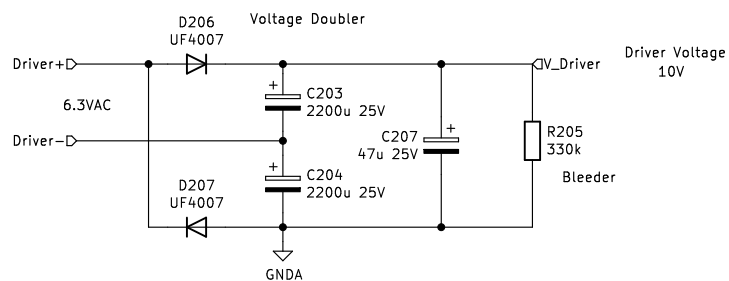 Voltage Doubler
D206
UF4007
Driver+
V_Driver
Driver Voltage
10V
6.3VAC
C203
2200u 25V
Driver-
C207
47u 25V
R205
330k
Bleeder
C204
2200u 25V
D207
UF4007
GNDA
+
+
+